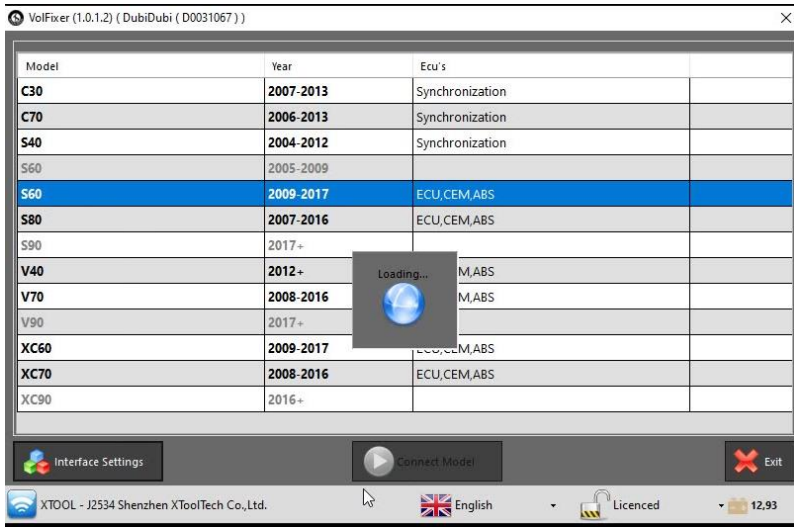 VolFixer (1.0.1.2) ( DubiDubi ( D0031067 ) )
Model Year Ecu's
C30 2007-2013 Synchronization
C70 2006-2013 Synchronization
S40 2004-2012 Synchronization
S60 2005-2009
S60 2009-2017 ECU,CEM,ABS
S80 2007-2016 ECU,CEM,ABS
S90 2017+
V40 2012+ M,ABS
Loading...
V70 2008-2016 M,ABS
V90 2017+
XC60 2009-2017 ECU,CEM,ABS
XC70 2008-2016 ECU,CEM,ABS
XC90 2016+
Interface Settings Connect Model Exit
XTOOL - J2534 Shenzhen XToolTech Co.,Ltd. English Licenced 12,93